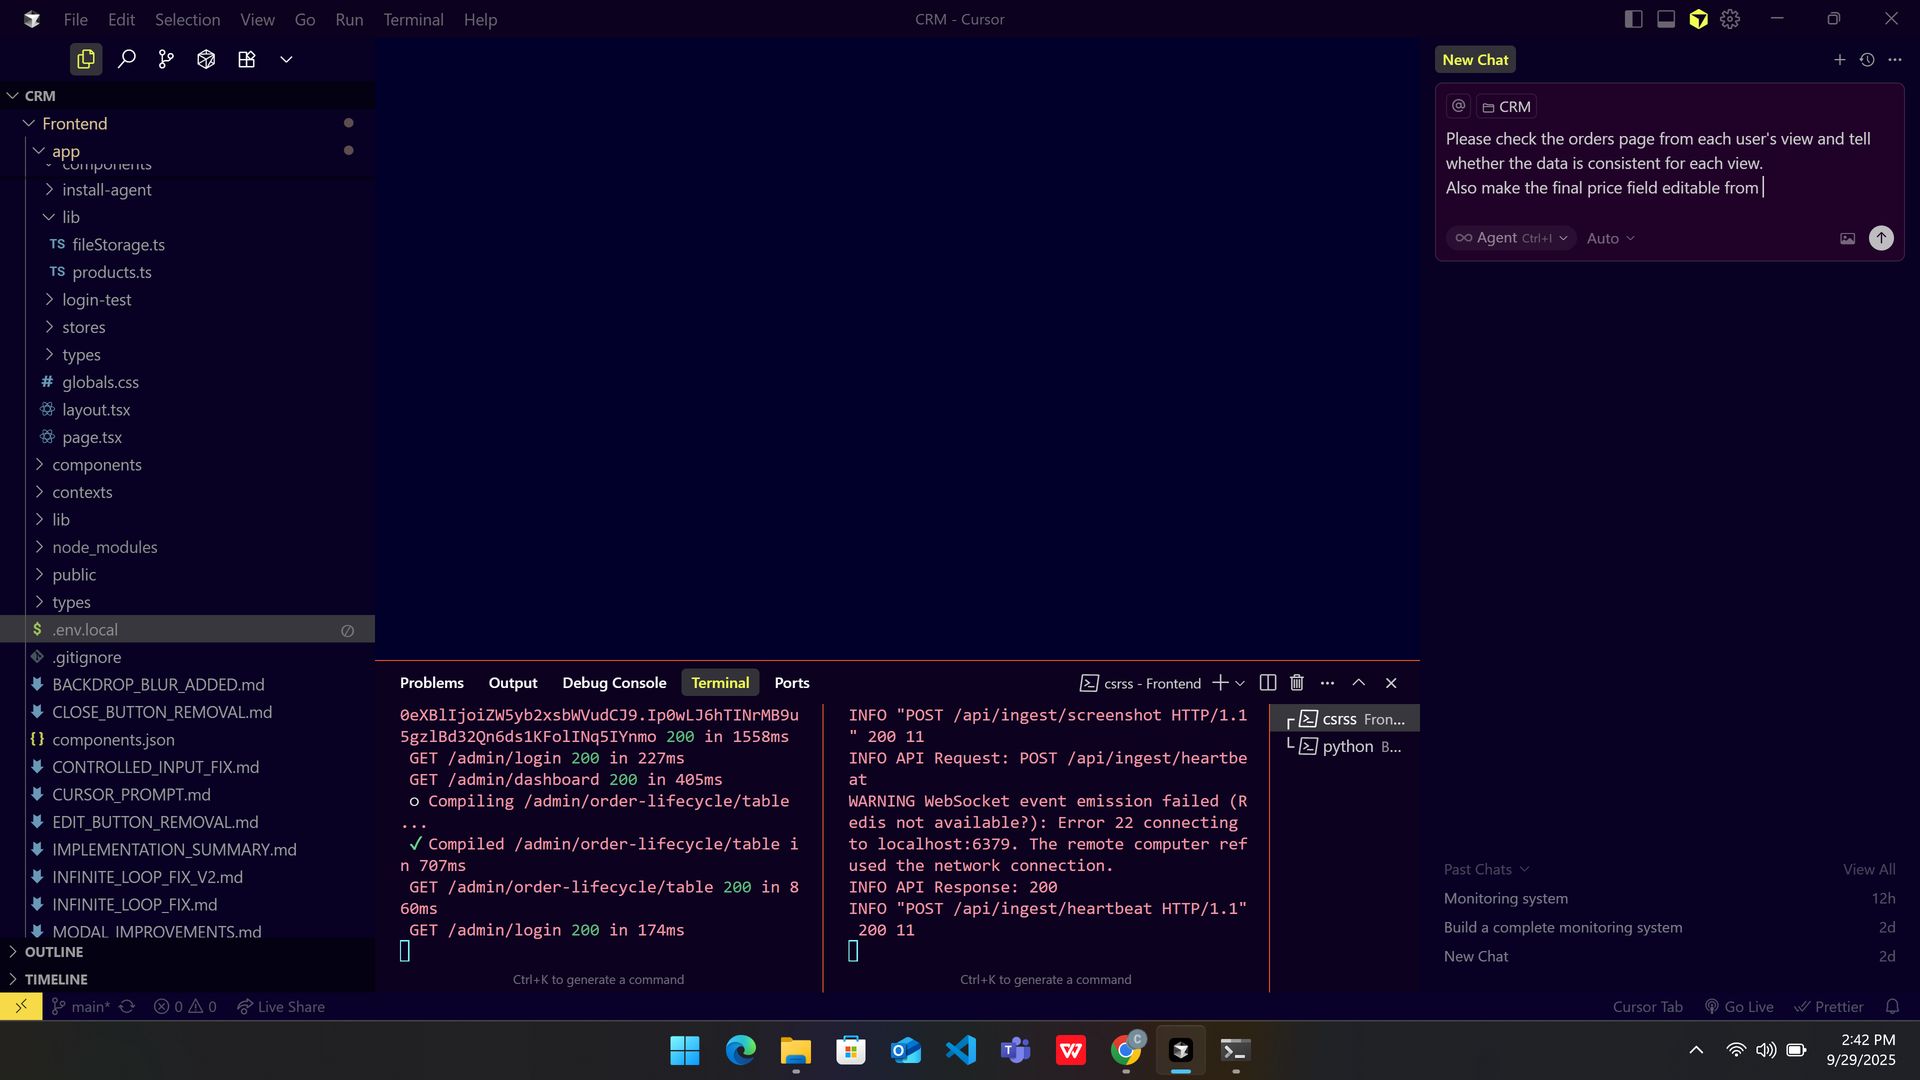 File Edit Selection View Go Run Terminal Help
CRM - Cursor
CRM
Frontend
app
components
install-agent
lib
TS fileStorage.ts
TS products.ts
login-test
stores
types
# globals.css
layout.tsx
page.tsx
components
contexts
lib
node_modules
public
types
$ .env.local
.gitignore
BACKDROP_BLUR_ADDED.md
CLOSE_BUTTON_REMOVAL.md
{} components.json
CONTROLLED_INPUT_FIX.md
CURSOR_PROMPT.md
EDIT_BUTTON_REMOVAL.md
IMPLEMENTATION_SUMMARY.md
INFINITE_LOOP_FIX_V2.md
INFINITE_LOOP_FIX.md
MODAL_IMPROVEMENTS.md
OUTLINE
TIMELINE
Problems Output Debug Console Terminal Ports
csrss - Frontend
0eXBlIjoiZW5yb2xsbWVudCJ9.Ip0wLJ6hTINrMB9u
5gzlBd32Qn6ds1KFolINq5IYnmo 200 in 1558ms
GET /admin/login 200 in 227ms
GET /admin/dashboard 200 in 405ms
○ Compiling /admin/order-lifecycle/table
...
✓ Compiled /admin/order-lifecycle/table i
n 707ms
GET /admin/order-lifecycle/table 200 in 8
60ms
GET /admin/login 200 in 174ms
Ctrl+K to generate a command
INFO "POST /api/ingest/screenshot HTTP/1.1
" 200 11
INFO API Request: POST /api/ingest/heartbe
at
WARNING WebSocket event emission failed (R
edis not available?): Error 22 connecting
to localhost:6379. The remote computer ref
used the network connection.
INFO API Response: 200
INFO "POST /api/ingest/heartbeat HTTP/1.1"
200 11
Ctrl+K to generate a command
csrss Fron...
python B...
New Chat
@ CRM
Please check the orders page from each user's view and tell
whether the data is consistent for each view.
Also make the final price field editable from
Agent Ctrl+I Auto
Past Chats View All
Monitoring system 12h
Build a complete monitoring system 2d
New Chat 2d
main* 0 0 Live Share
Cursor Tab Go Live Prettier
C
2:42 PM
9/29/2025